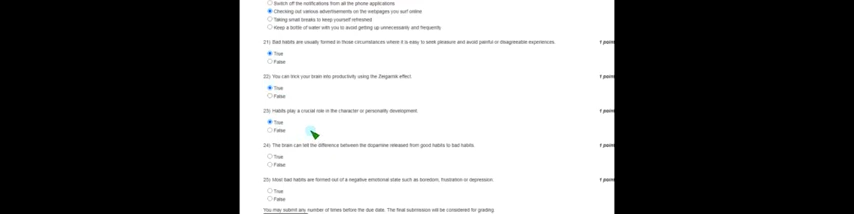 Switch off the notifications from all the phone applications
Checking out various advertisements on the webpages you surf online
Taking small breaks to keep yourself refreshed
Keep a bottle of water with you to avoid getting up unnecessarily and frequently
21) Bad habits are usually formed in those circumstances where it is easy to seek pleasure and avoid painful or disagreeable experiences. 1 point
True
False
22) You can trick your brain into productivity using the Zeigarnik effect 1 point
True
False
23) Habits play a crucial role in the character or personality development 1 point
True
False
24) The brain can tell the difference between the dopamine released from good habits to bad habits. 1 point
True
False
25) Most bad habits are formed out of a negative emotional state such as boredom, frustration or depression. 1 point
True
False
You may submit any number of times before the due date. The final submission will be considered for grading.